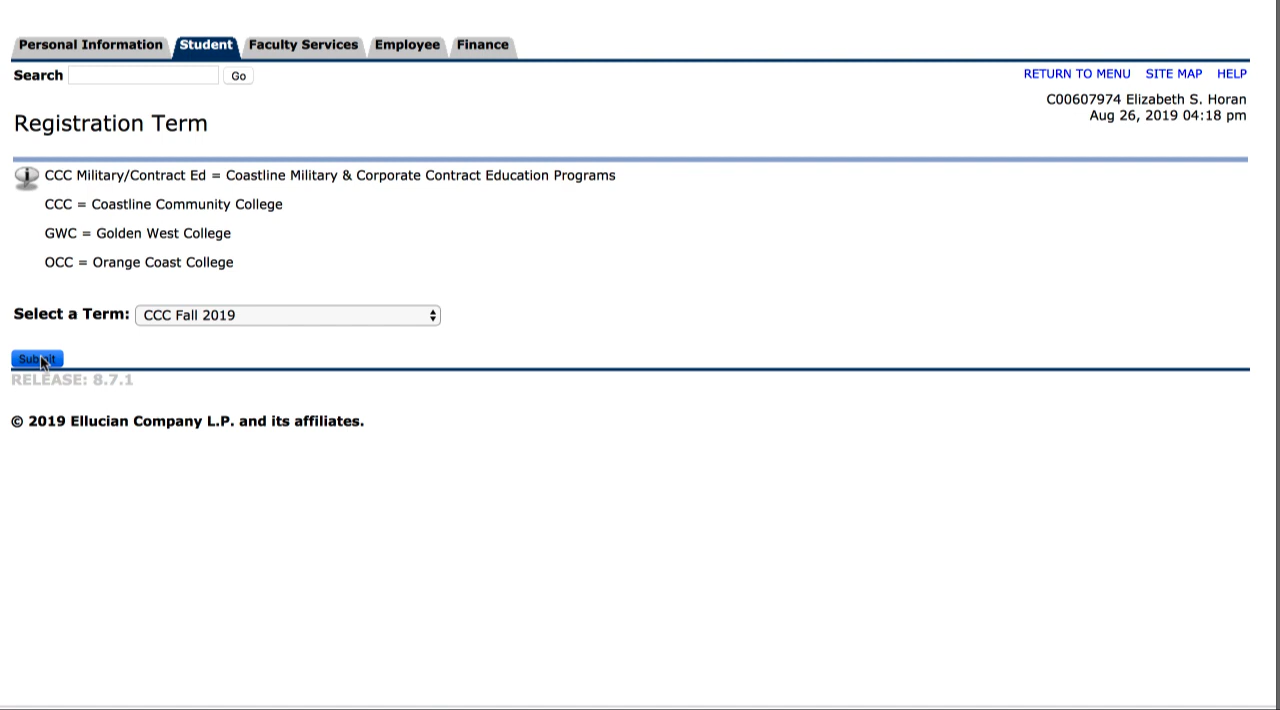 Personal Information Student Faculty Services Employee Finance
Search Go RETURN TO MENU SITE MAP HELP
C00607974 Elizabeth S. Horan
Aug 26, 2019 04:18 pm
Registration Term
CCC Military/Contract Ed = Coastline Military & Corporate Contract Education Programs
CCC = Coastline Community College
GWC = Golden West College
OCC = Orange Coast College
Select a Term: CCC Fall 2019
Submit
RELEASE: 8.7.1
© 2019 Ellucian Company L.P. and its affiliates.